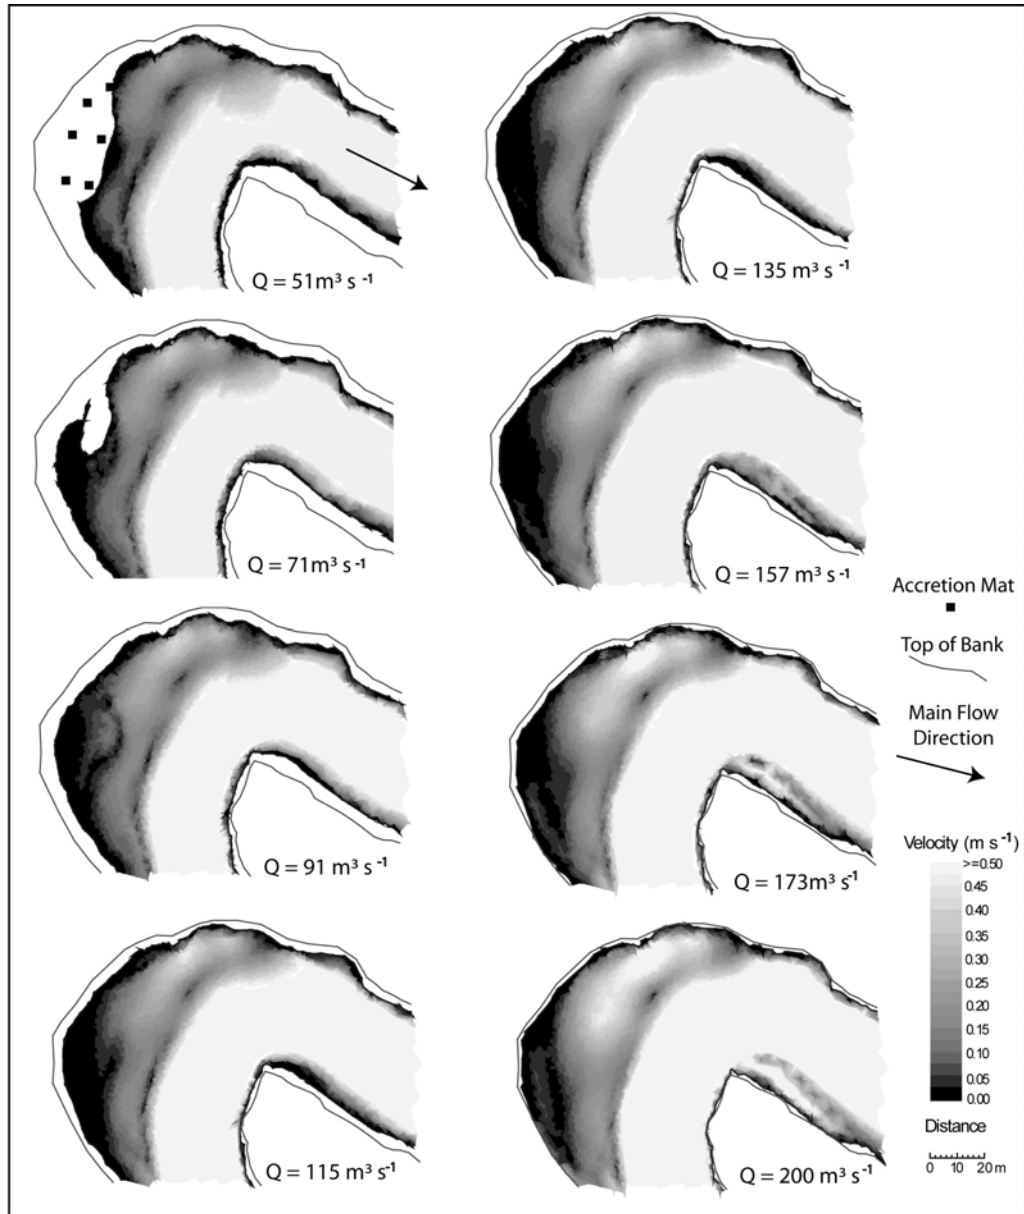 Q = 51m³ s⁻¹
Q = 135 m³ s⁻¹
Q = 71m³ s⁻¹
Q = 157 m³ s⁻¹
Accretion Mat
Top of Bank
Main Flow
Direction
Q = 91 m³ s⁻¹
Q = 173m³ s⁻¹
Velocity (m s⁻¹)
>=0.50
0.45
0.40
0.35
0.30
0.25
0.20
0.15
0.10
0.05
0.00
Distance
0 10 20 m
Q = 115 m³ s⁻¹
Q = 200 m³ s⁻¹